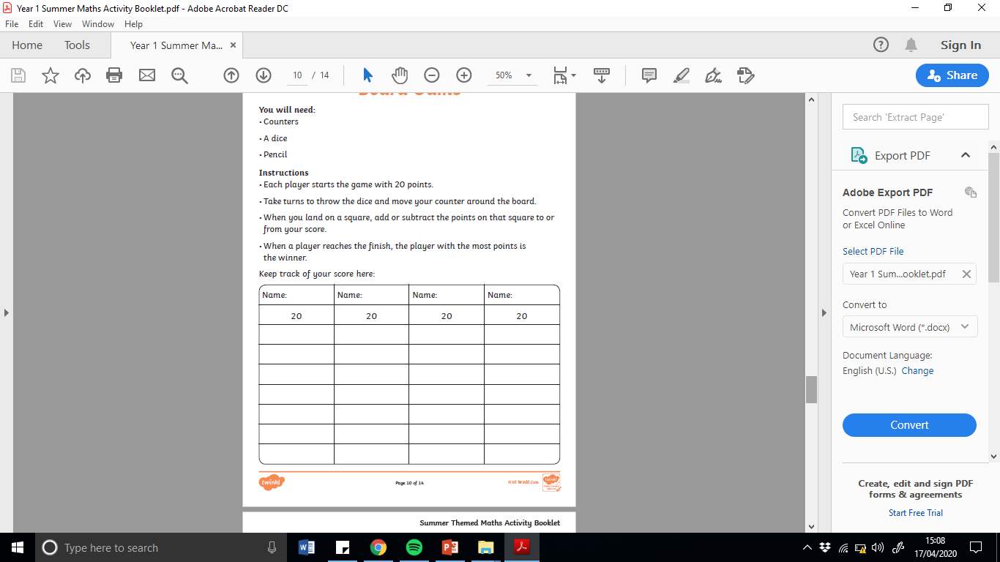 Year 1 Summer Maths Activity Booklet.pdf - Adobe Acrobat Reader DC
File Edit View Window Help
Home Tools Year 1 Summer Ma... × Sign In
10 / 14 50% Share
You will need:
• Counters
• A dice
• Pencil
Instructions
• Each player starts the game with 20 points.
• Take turns to throw the dice and move your counter around the board.
• When you land on a square, add or subtract the points on that square to or
from your score.
• When a player reaches the finish, the player with the most points is
the winner.
Keep track of your score here:
Name: Name: Name: Name:
20 20 20 20
twinkl Page 10 of 14 visit twinkl.com twinkl
Summer Themed Maths Activity Booklet
Search 'Extract Page'
Export PDF
Adobe Export PDF
Convert PDF Files to Word
or Excel Online
Select PDF File
Year 1 Sum...ooklet.pdf
Convert to
Microsoft Word (*.docx)
Document Language:
English (U.S.) Change
Convert
Create, edit and sign PDF
forms & agreements
Start Free Trial
Type here to search
15:08
17/04/2020